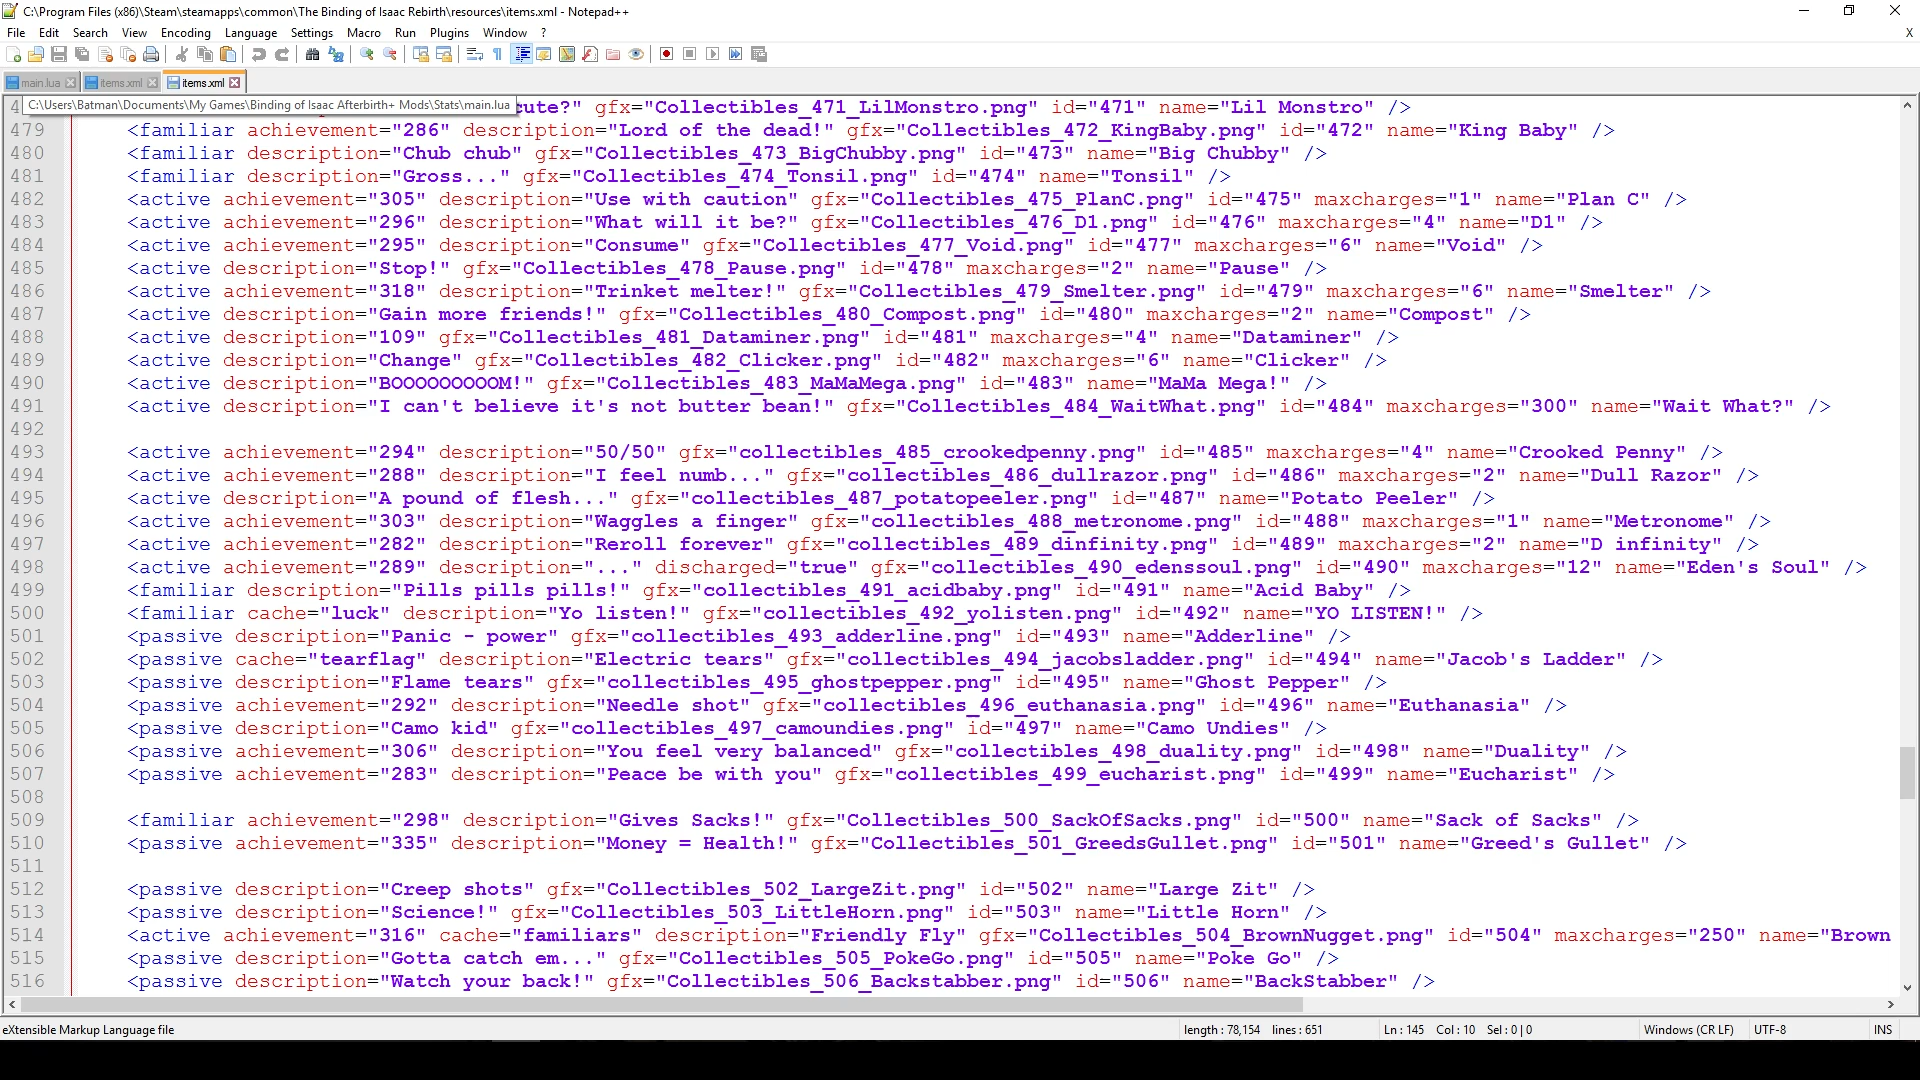 C:\Program Files (x86)\Steam\steamapps\common\The Binding of Isaac Rebirth\resources\items.xml - Notepad++
File Edit Search View Encoding Language Settings Macro Run Plugins Window ? X
main.lua items.xml items.xml
C:\Users\Batman\Documents\My Games\Binding of Isaac Afterbirth+ Mods\Stats\main.lua
cute?" gfx="Collectibles_471_LilMonstro.png" id="471" name="Lil Monstro" />
479 <familiar achievement="286" description="Lord of the dead!" gfx="Collectibles_472_KingBaby.png" id="472" name="King Baby" />
480 <familiar description="Chub chub" gfx="Collectibles_473_BigChubby.png" id="473" name="Big Chubby" />
481 <familiar description="Gross..." gfx="Collectibles_474_Tonsil.png" id="474" name="Tonsil" />
482 <active achievement="305" description="Use with caution" gfx="Collectibles_475_PlanC.png" id="475" maxcharges="1" name="Plan C" />
483 <active achievement="296" description="What will it be?" gfx="Collectibles_476_D1.png" id="476" maxcharges="4" name="D1" />
484 <active achievement="295" description="Consume" gfx="Collectibles_477_Void.png" id="477" maxcharges="6" name="Void" />
485 <active description="Stop!" gfx="Collectibles_478_Pause.png" id="478" maxcharges="2" name="Pause" />
486 <active achievement="318" description="Trinket melter!" gfx="Collectibles_479_Smelter.png" id="479" maxcharges="6" name="Smelter" />
487 <active description="Gain more friends!" gfx="Collectibles_480_Compost.png" id="480" maxcharges="2" name="Compost" />
488 <active description="109" gfx="Collectibles_481_Dataminer.png" id="481" maxcharges="4" name="Dataminer" />
489 <active description="Change" gfx="Collectibles_482_Clicker.png" id="482" maxcharges="6" name="Clicker" />
490 <active description="BOOOOOOOOOM!" gfx="Collectibles_483_MaMaMega.png" id="483" name="MaMa Mega!" />
491 <active description="I can't believe it's not butter bean!" gfx="Collectibles_484_WaitWhat.png" id="484" maxcharges="300" name="Wait What?" />
492
493 <active achievement="294" description="50/50" gfx="collectibles_485_crookedpenny.png" id="485" maxcharges="4" name="Crooked Penny" />
494 <active achievement="288" description="I feel numb..." gfx="collectibles_486_dullrazor.png" id="486" maxcharges="2" name="Dull Razor" />
495 <active description="A pound of flesh..." gfx="collectibles_487_potatopeeler.png" id="487" name="Potato Peeler" />
496 <active achievement="303" description="Waggles a finger" gfx="collectibles_488_metronome.png" id="488" maxcharges="1" name="Metronome" />
497 <active achievement="282" description="Reroll forever" gfx="collectibles_489_dinfinity.png" id="489" maxcharges="2" name="D infinity" />
498 <active achievement="289" description="..." discharged="true" gfx="collectibles_490_edenssoul.png" id="490" maxcharges="12" name="Eden's Soul" />
499 <familiar description="Pills pills pills!" gfx="collectibles_491_acidbaby.png" id="491" name="Acid Baby" />
500 <familiar cache="luck" description="Yo listen!" gfx="collectibles_492_yolisten.png" id="492" name="YO LISTEN!" />
501 <passive description="Panic - power" gfx="collectibles_493_adderline.png" id="493" name="Adderline" />
502 <passive cache="tearflag" description="Electric tears" gfx="collectibles_494_jacobsladder.png" id="494" name="Jacob's Ladder" />
503 <passive description="Flame tears" gfx="collectibles_495_ghostpepper.png" id="495" name="Ghost Pepper" />
504 <passive achievement="292" description="Needle shot" gfx="collectibles_496_euthanasia.png" id="496" name="Euthanasia" />
505 <passive description="Camo kid" gfx="collectibles_497_camoundies.png" id="497" name="Camo Undies" />
506 <passive achievement="306" description="You feel very balanced" gfx="collectibles_498_duality.png" id="498" name="Duality" />
507 <passive achievement="283" description="Peace be with you" gfx="collectibles_499_eucharist.png" id="499" name="Eucharist" />
508
509 <familiar achievement="298" description="Gives Sacks!" gfx="Collectibles_500_SackOfSacks.png" id="500" name="Sack of Sacks" />
510 <passive achievement="335" description="Money = Health!" gfx="Collectibles_501_GreedsGullet.png" id="501" name="Greed's Gullet" />
511
512 <passive description="Creep shots" gfx="Collectibles_502_LargeZit.png" id="502" name="Large Zit" />
513 <passive description="Science!" gfx="Collectibles_503_LittleHorn.png" id="503" name="Little Horn" />
514 <active achievement="316" cache="familiars" description="Friendly Fly" gfx="Collectibles_504_BrownNugget.png" id="504" maxcharges="250" name="Brown
515 <passive description="Gotta catch em..." gfx="Collectibles_505_PokeGo.png" id="505" name="Poke Go" />
516 <passive description="Watch your back!" gfx="Collectibles_506_Backstabber.png" id="506" name="BackStabber" />
eXtensible Markup Language file length : 78,154 lines : 651 Ln : 145 Col : 10 Sel : 0 | 0 Windows (CR LF) UTF-8 INS